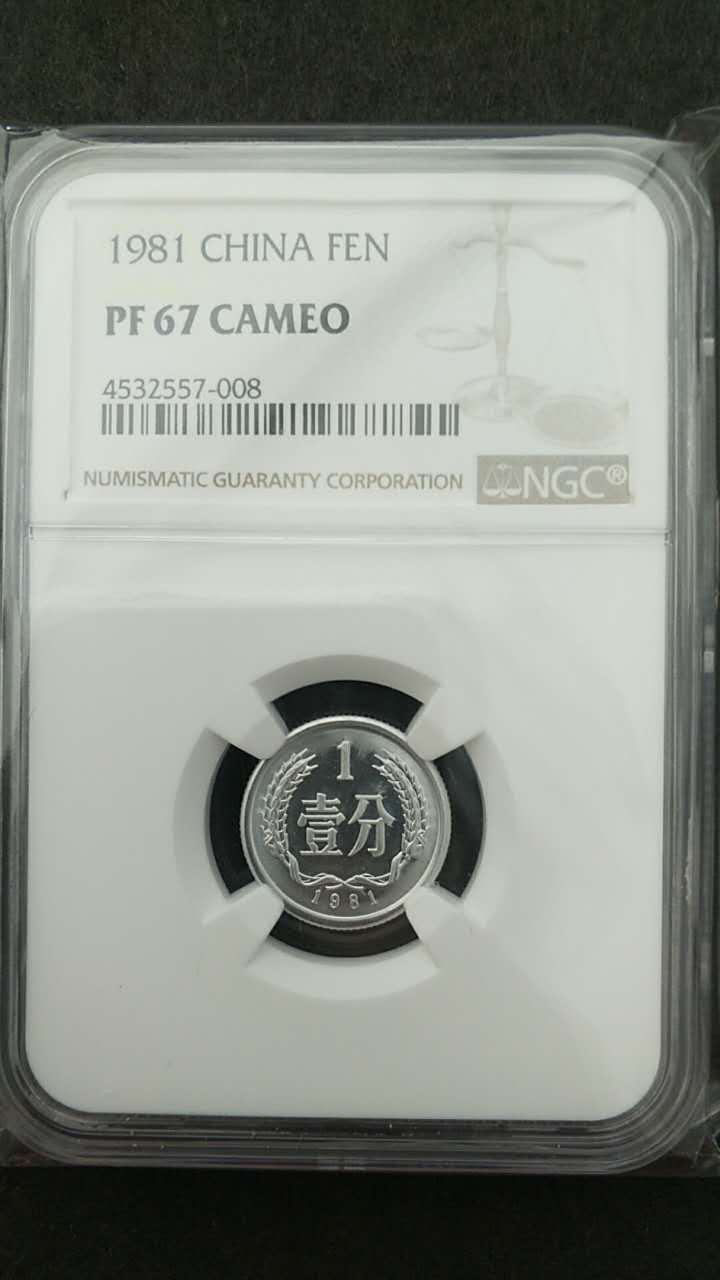 1981 CHINA FEN
PF 67 CAMEO
4532557-008
NUMISMATIC GUARANTY CORPORATION NGC®
1
壹分
1981